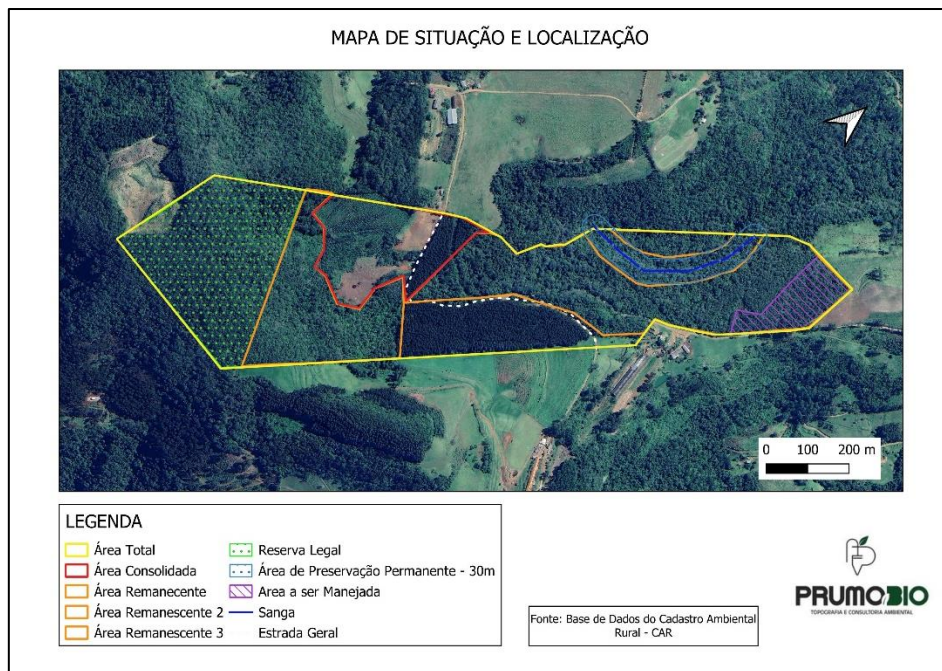 MAPA DE SITUAÇÃO E LOCALIZAÇÃO
0 100 200 m
LEGENDA
Área Total
Área Consolidada
Área Remanecente
Área Remanescente 2
Área Remanescente 3
Reserva Legal
Área de Preservação Permanente - 30m
Area a ser Manejada
Sanga
Estrada Geral
Fonte: Base de Dados do Cadastro Ambiental
Rural - CAR
PRUMOBIO
TOPOGRAFIA E CONSULTORIA AMBIENTAL